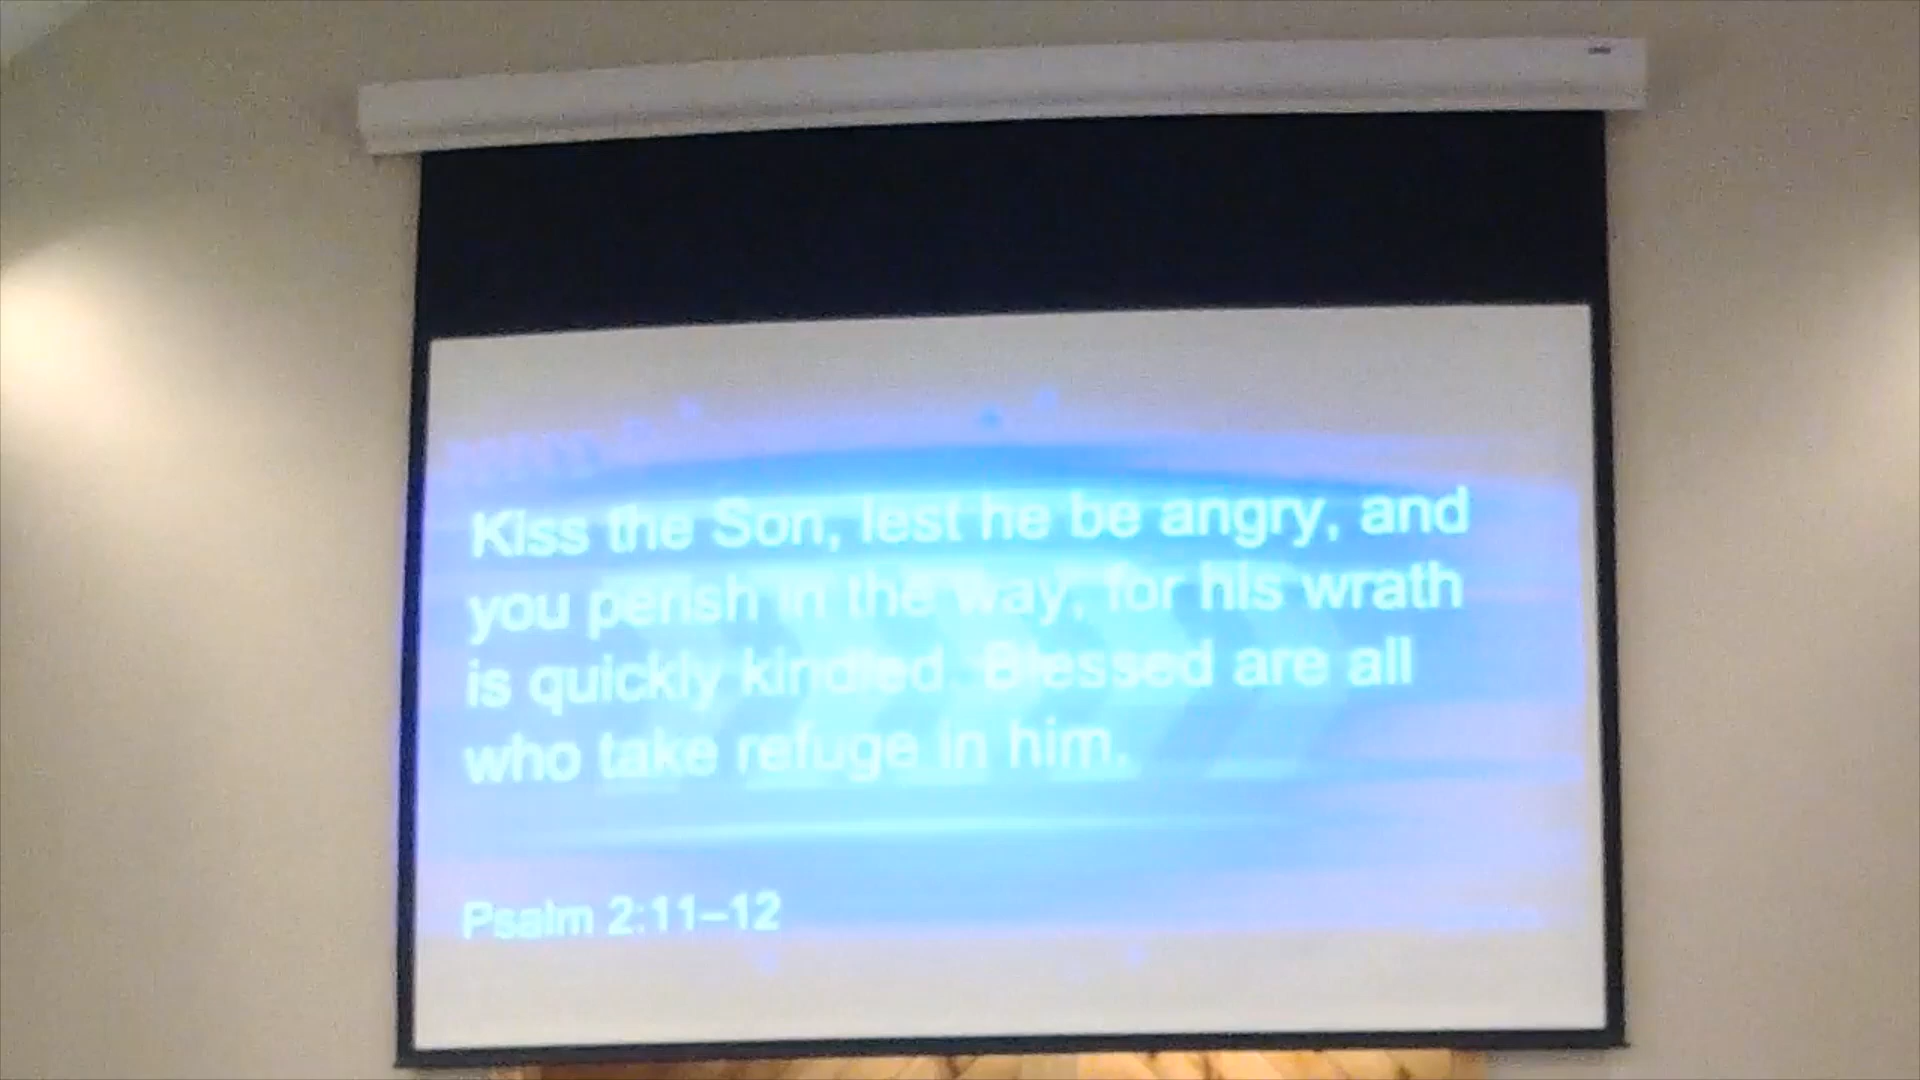 Kiss the Son, lest he be angry, and
you perish in the way, for his wrath
is quickly kindled. Blessed are all
who take refuge in him.
Psalm 2:11–12